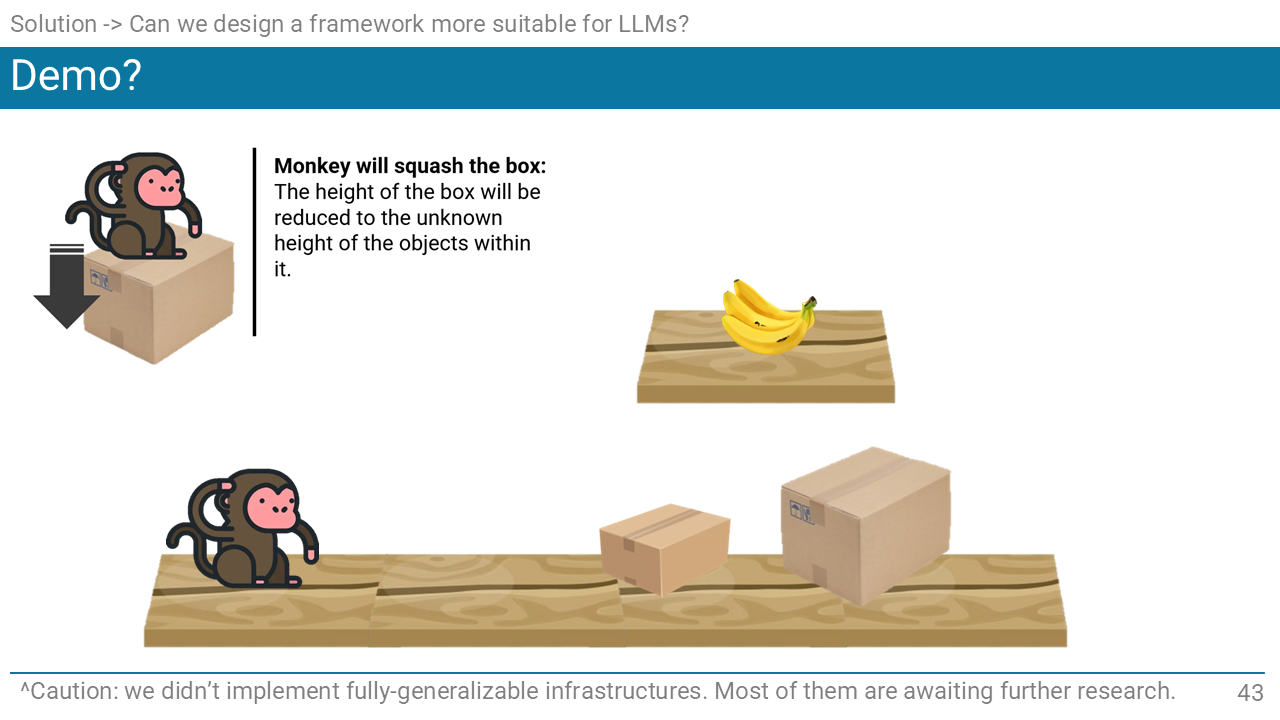 Solution -> Can we design a framework more suitable for LLMs?
Demo?
Monkey will squash the box:
The height of the box will be
reduced to the unknown
height of the objects within
it.
^Caution: we didn’t implement fully-generalizable infrastructures. Most of them are awaiting further research.
43